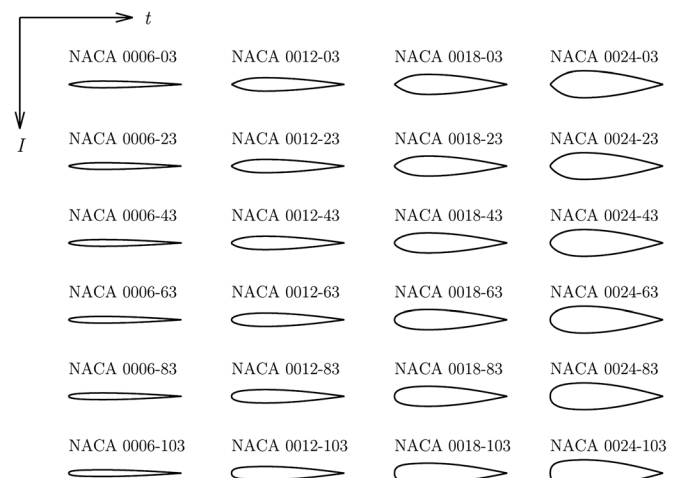 t
NACA 0006-03 NACA 0012-03 NACA 0018-03 NACA 0024-03
NACA 0006-23 NACA 0012-23 NACA 0018-23 NACA 0024-23
I
NACA 0006-43 NACA 0012-43 NACA 0018-43 NACA 0024-43
NACA 0006-63 NACA 0012-63 NACA 0018-63 NACA 0024-63
NACA 0006-83 NACA 0012-83 NACA 0018-83 NACA 0024-83
NACA 0006-103 NACA 0012-103 NACA 0018-103 NACA 0024-103